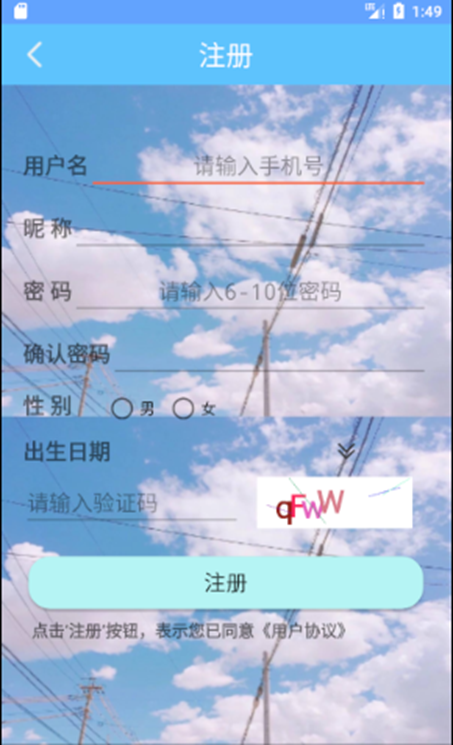 LTE 1:49
注册
用户名 请输入手机号
昵 称
密 码 请输入6-10位密码
确认密码
性 别 男 女
出生日期
请输入验证码 qFwW
注册
点击'注册'按钮，表示您已同意《用户协议》